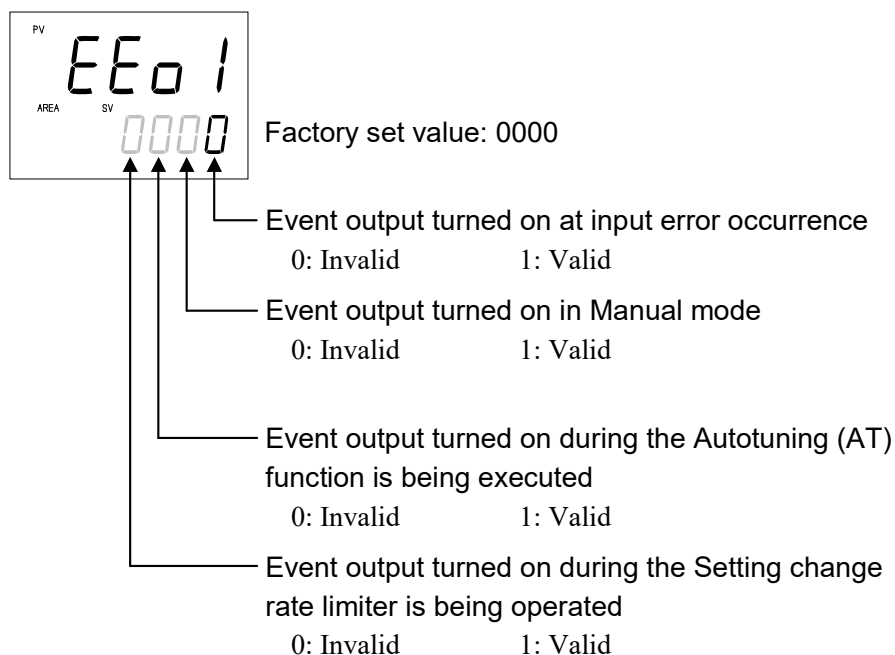 PV
EEo1
AREA SV
0000
Factory set value: 0000
Event output turned on at input error occurrence
0: Invalid 1: Valid
Event output turned on in Manual mode
0: Invalid 1: Valid
Event output turned on during the Autotuning (AT)
function is being executed
0: Invalid 1: Valid
Event output turned on during the Setting change
rate limiter is being operated
0: Invalid 1: Valid